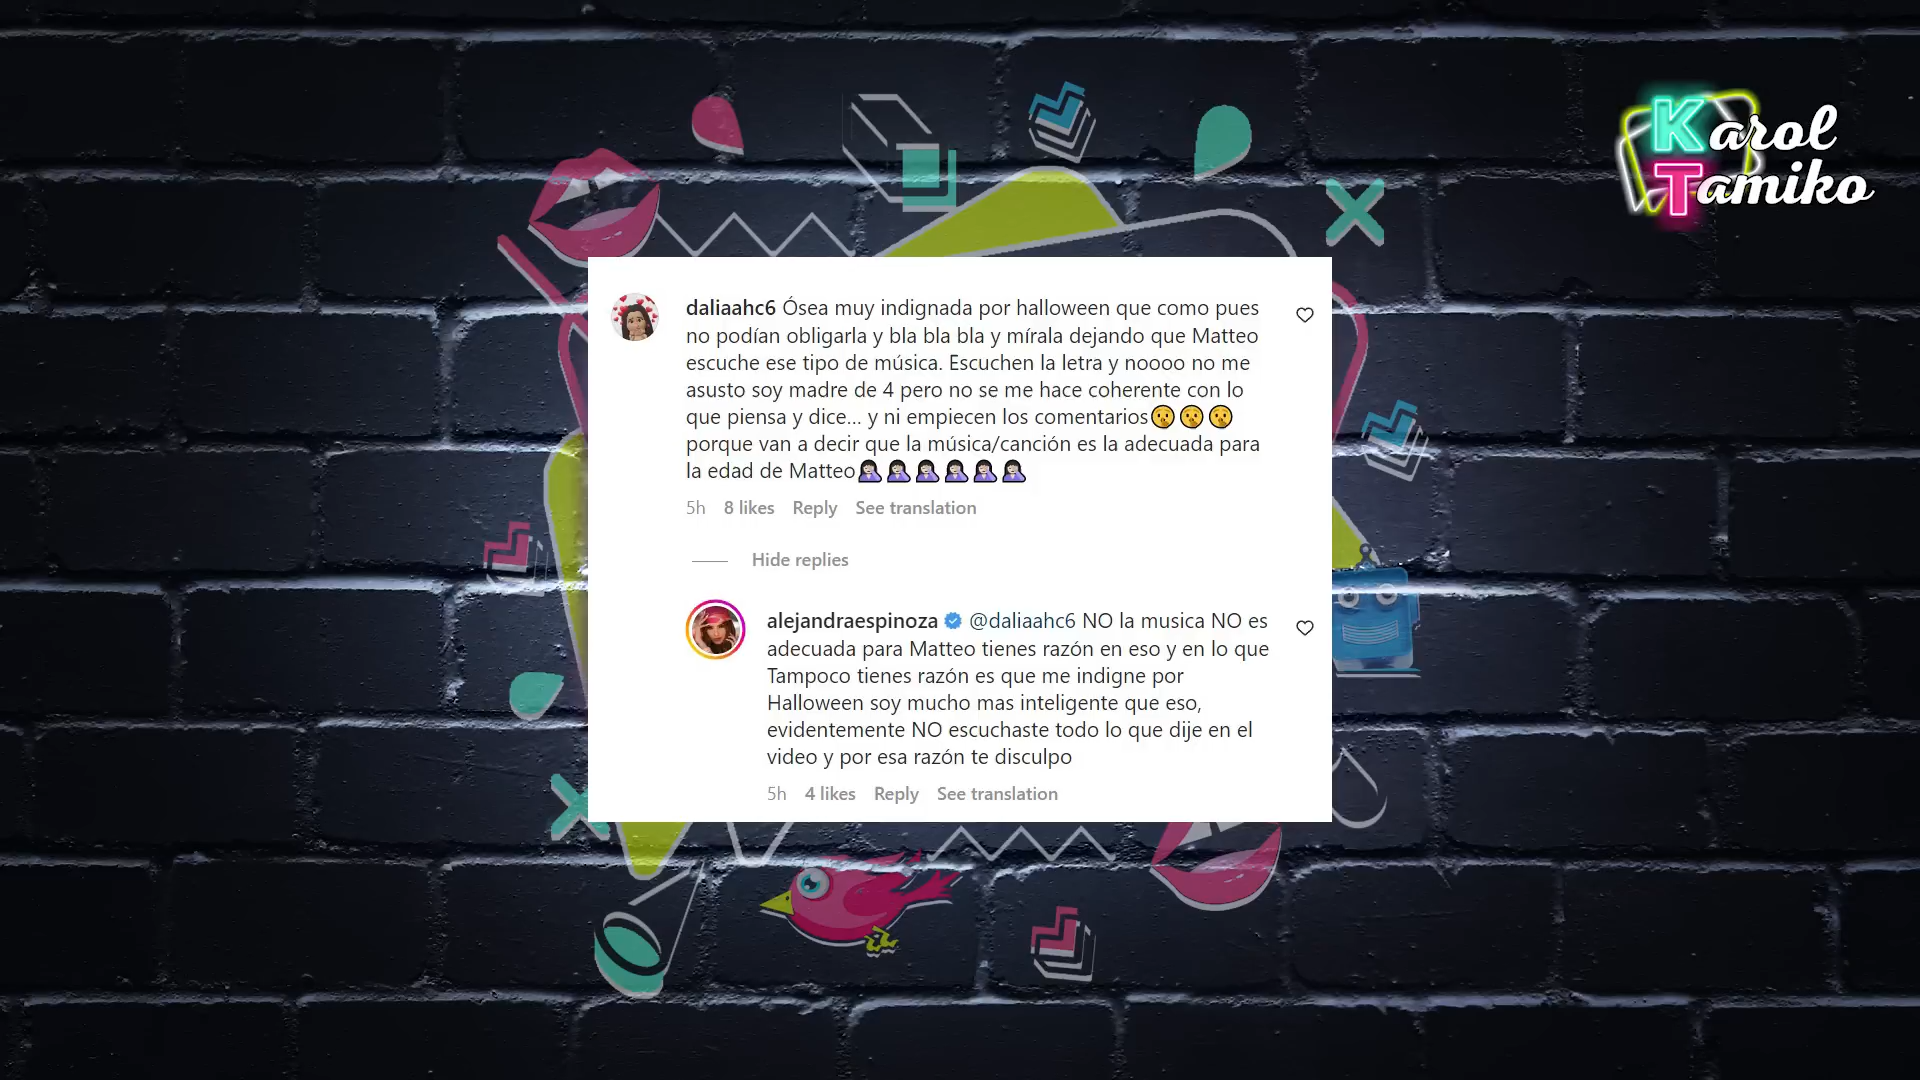 Karol
Tamiko
daliaahc6 Ósea muy indignada por halloween que como pues
no podían obligarla y bla bla bla y mírala dejando que Matteo
escuche ese tipo de música. Escuchen la letra y noooo no me
asusto soy madre de 4 pero no se me hace coherente con lo
que piensa y dice... y ni empiecen los comentarios🤫🤫🤫
porque van a decir que la música/canción es la adecuada para
la edad de Matteo🤦🏻‍♀️🤦🏻‍♀️🤦🏻‍♀️🤦🏻‍♀️🤦🏻‍♀️🤦🏻‍♀️
5h 8 likes Reply See translation
Hide replies
alejandraespinoza @daliaahc6 NO la musica NO es
adecuada para Matteo tienes razón en eso y en lo que
Tampoco tienes razón es que me indigne por
Halloween soy mucho mas inteligente que eso,
evidentemente NO escuchaste todo lo que dije en el
video y por esa razón te disculpo
5h 4 likes Reply See translation